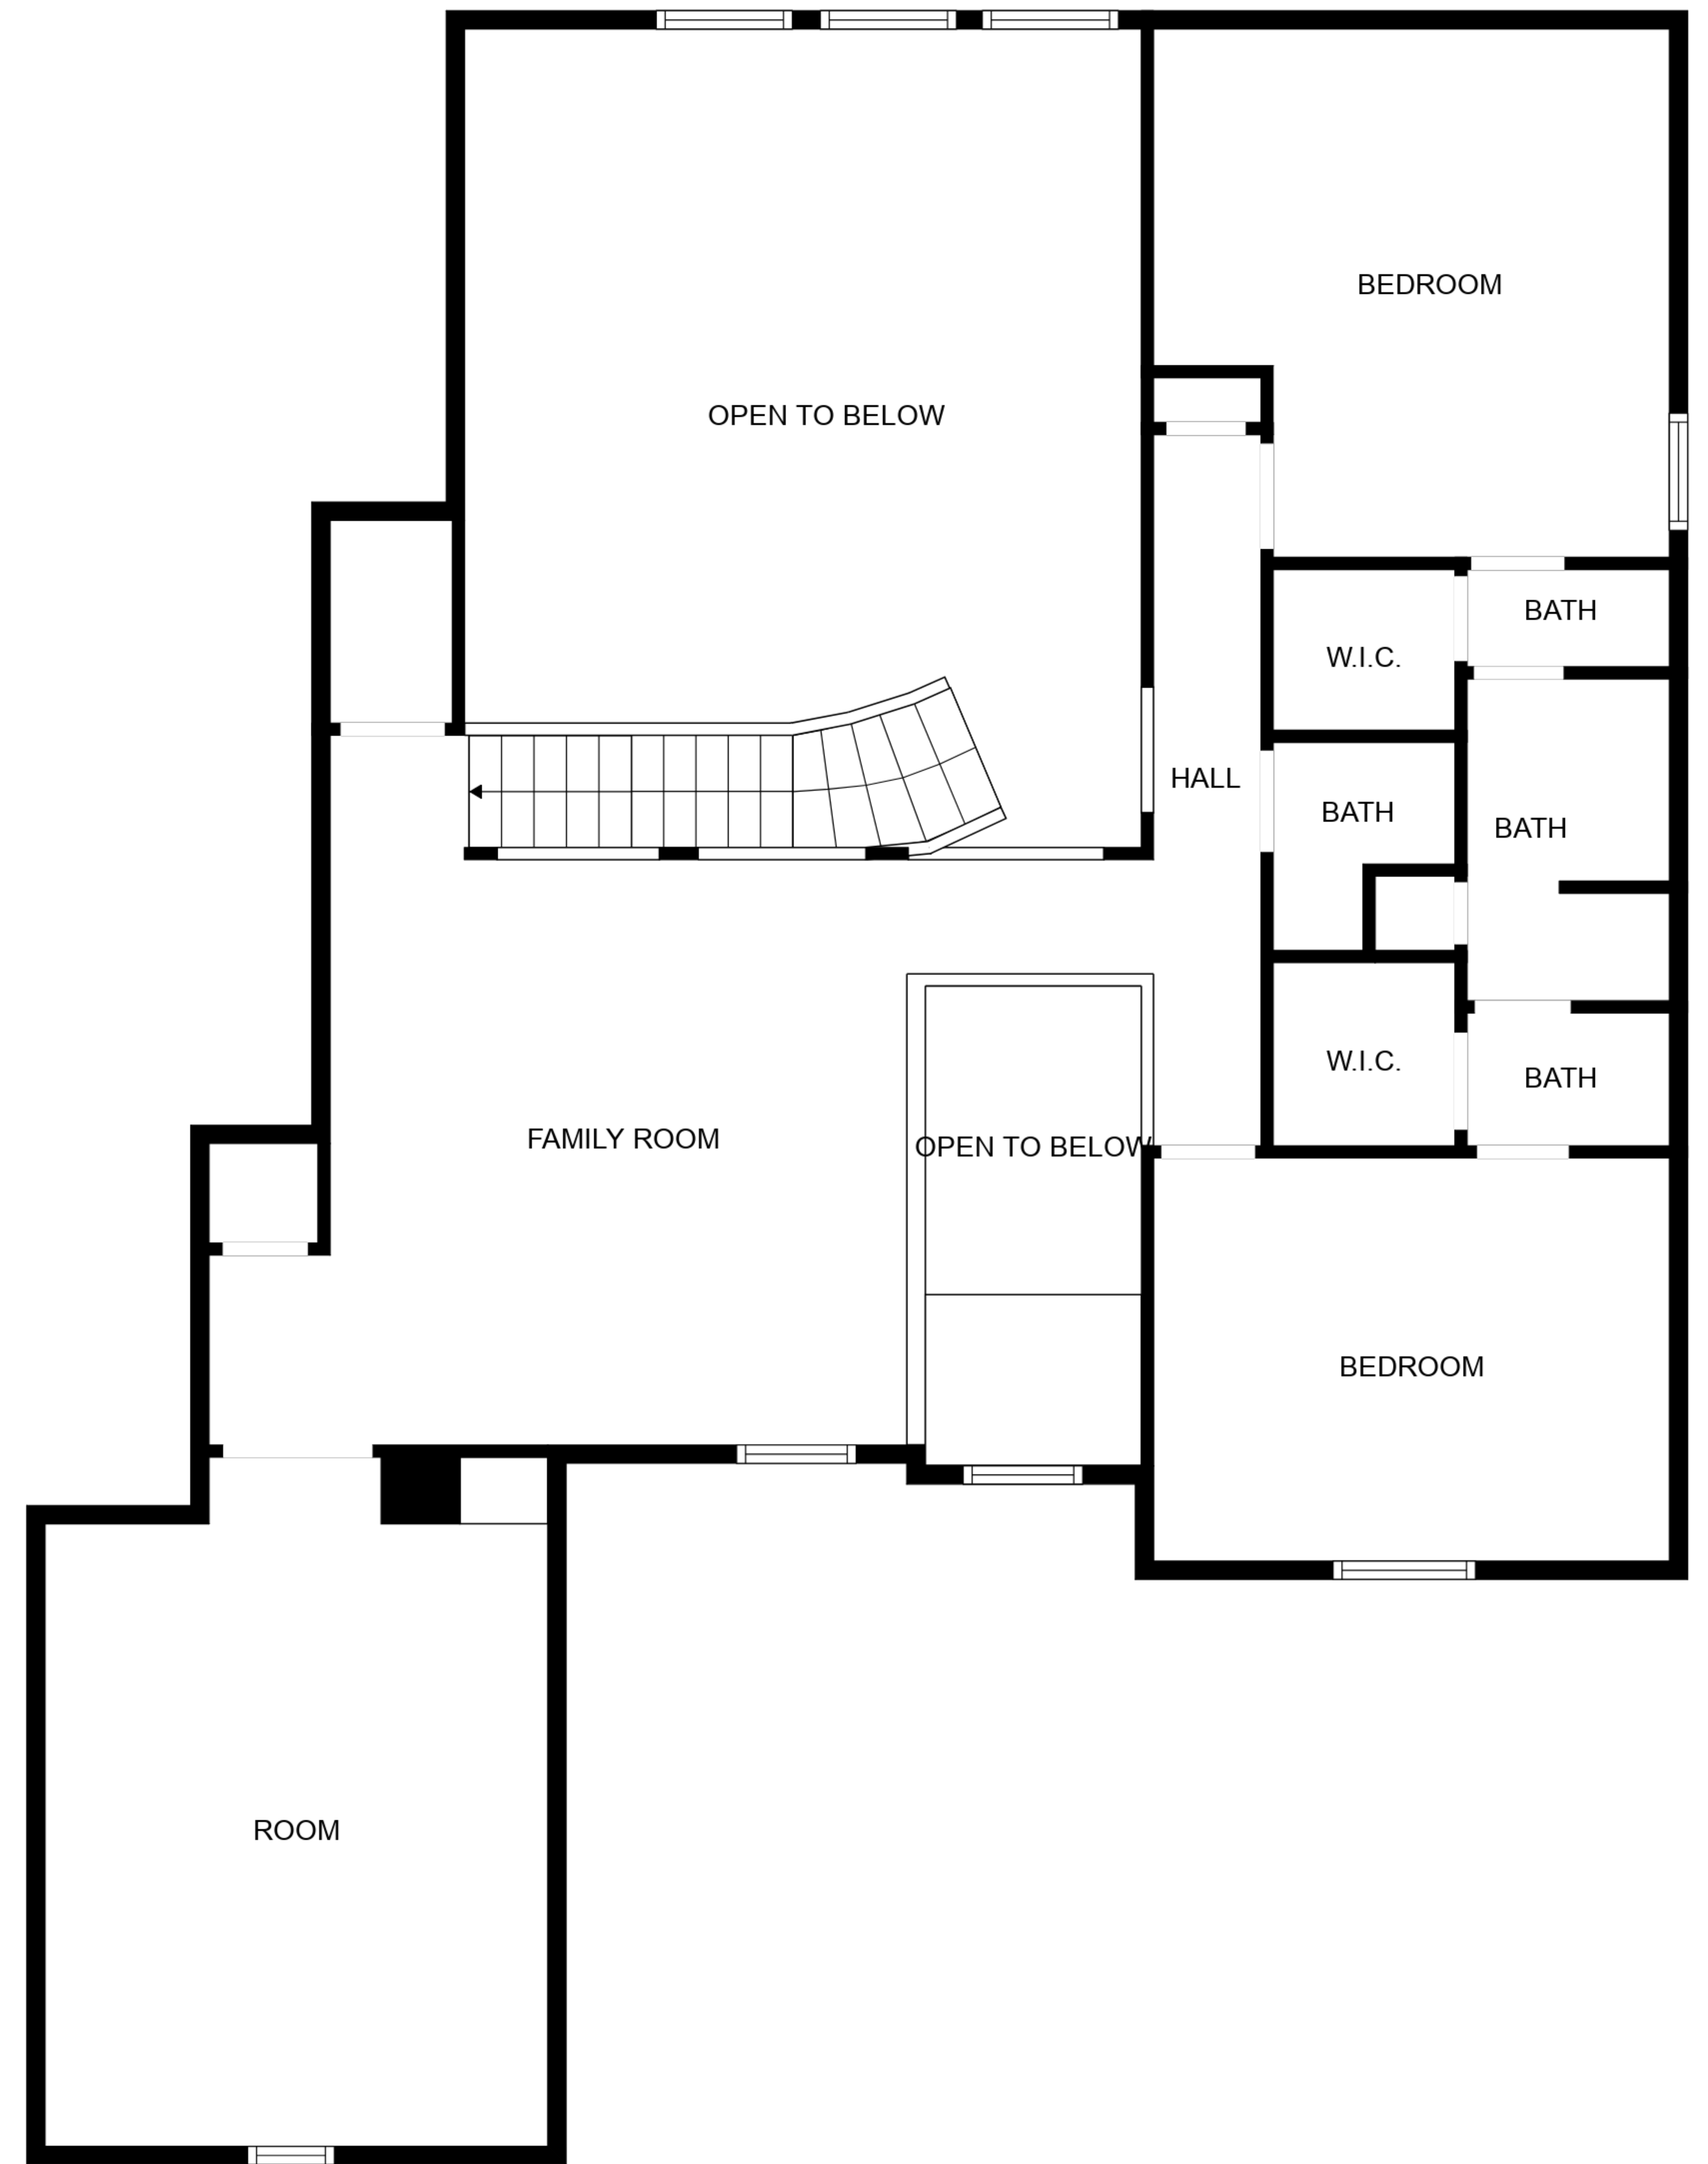 BEDROOM
OPEN TO BELOW
BATH
W.I.C.
HALL
BATH
BATH
W.I.C.
BATH
FAMILY ROOM
OPEN TO BELOW
BEDROOM
ROOM